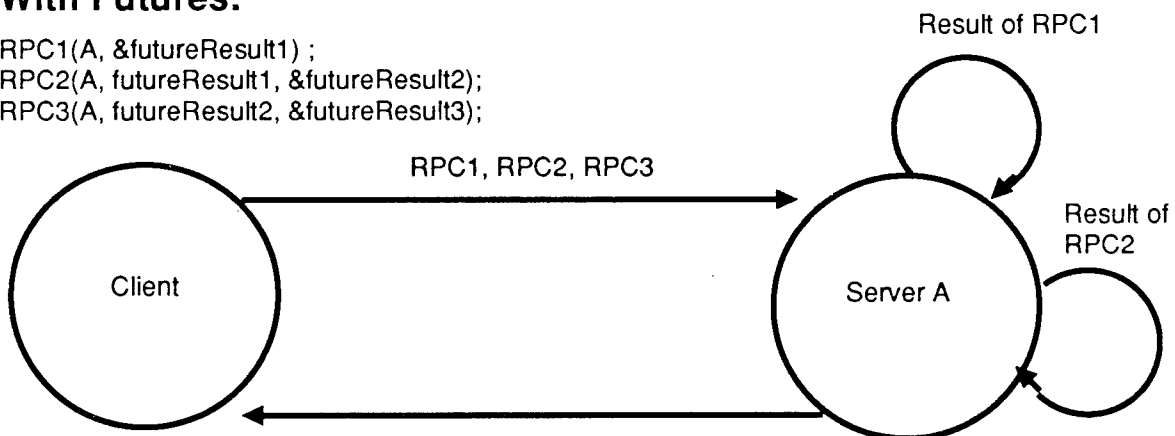 With Futures:
Result of RPC1
RPC1(A, &futureResult1) ;
RPC2(A, futureResult1, &futureResult2);
RPC3(A, futureResult2, &futureResult3);
RPC1, RPC2, RPC3
Result of
RPC2
Client
Server A